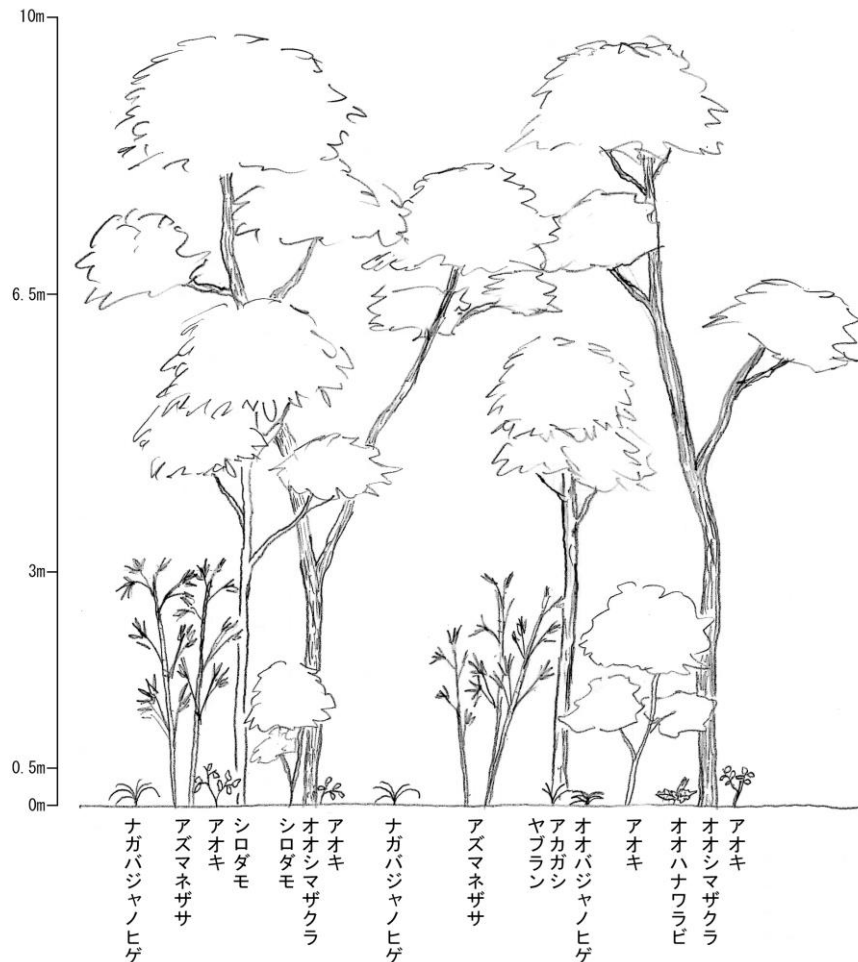 10m
6.5m
3m
0.5m
0m
ナガバジャノヒゲ
アズマネザサ
アオキ
シロダモ
シロダモ
オオシマザクラ
アオキ
ナガバジャノヒゲ
アズマネザサ
ヤブラン
アカガシ
オオバジャノヒゲ
アオキ
オオハナワラビ
オオシマザクラ
アオキ